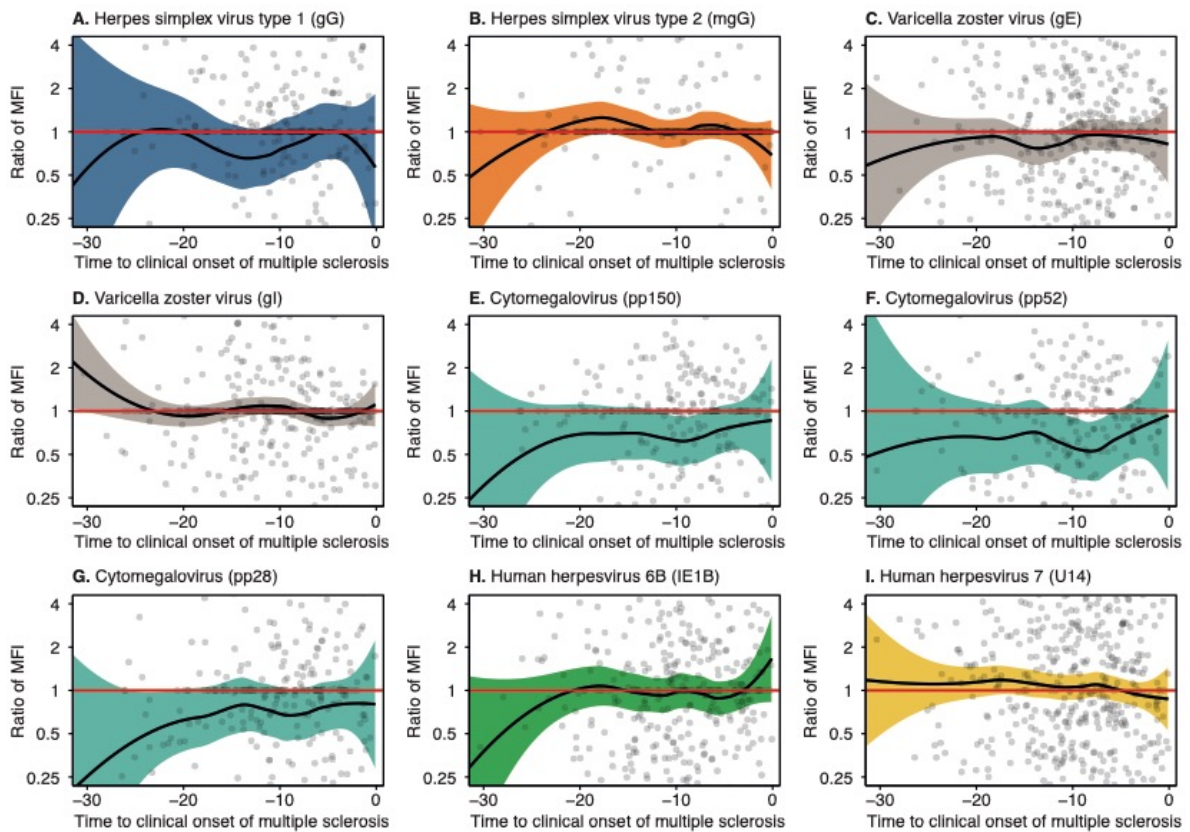 A. Herpes simplex virus type 1 (gG)
4
2
1
0.5
0.25
Ratio of MFI
−30 −20 −10 0
Time to clinical onset of multiple sclerosis
B. Herpes simplex virus type 2 (mgG)
4
2
1
0.5
0.25
Ratio of MFI
−30 −20 −10 0
Time to clinical onset of multiple sclerosis
C. Varicella zoster virus (gE)
4
2
1
0.5
0.25
Ratio of MFI
−30 −20 −10 0
Time to clinical onset of multiple sclerosis
D. Varicella zoster virus (gI)
4
2
1
0.5
0.25
Ratio of MFI
−30 −20 −10 0
Time to clinical onset of multiple sclerosis
E. Cytomegalovirus (pp150)
4
2
1
0.5
0.25
Ratio of MFI
−30 −20 −10 0
Time to clinical onset of multiple sclerosis
F. Cytomegalovirus (pp52)
4
2
1
0.5
0.25
Ratio of MFI
−30 −20 −10 0
Time to clinical onset of multiple sclerosis
G. Cytomegalovirus (pp28)
4
2
1
0.5
0.25
Ratio of MFI
−30 −20 −10 0
Time to clinical onset of multiple sclerosis
H. Human herpesvirus 6B (IE1B)
4
2
1
0.5
0.25
Ratio of MFI
−30 −20 −10 0
Time to clinical onset of multiple sclerosis
I. Human herpesvirus 7 (U14)
4
2
1
0.5
0.25
Ratio of MFI
−30 −20 −10 0
Time to clinical onset of multiple sclerosis